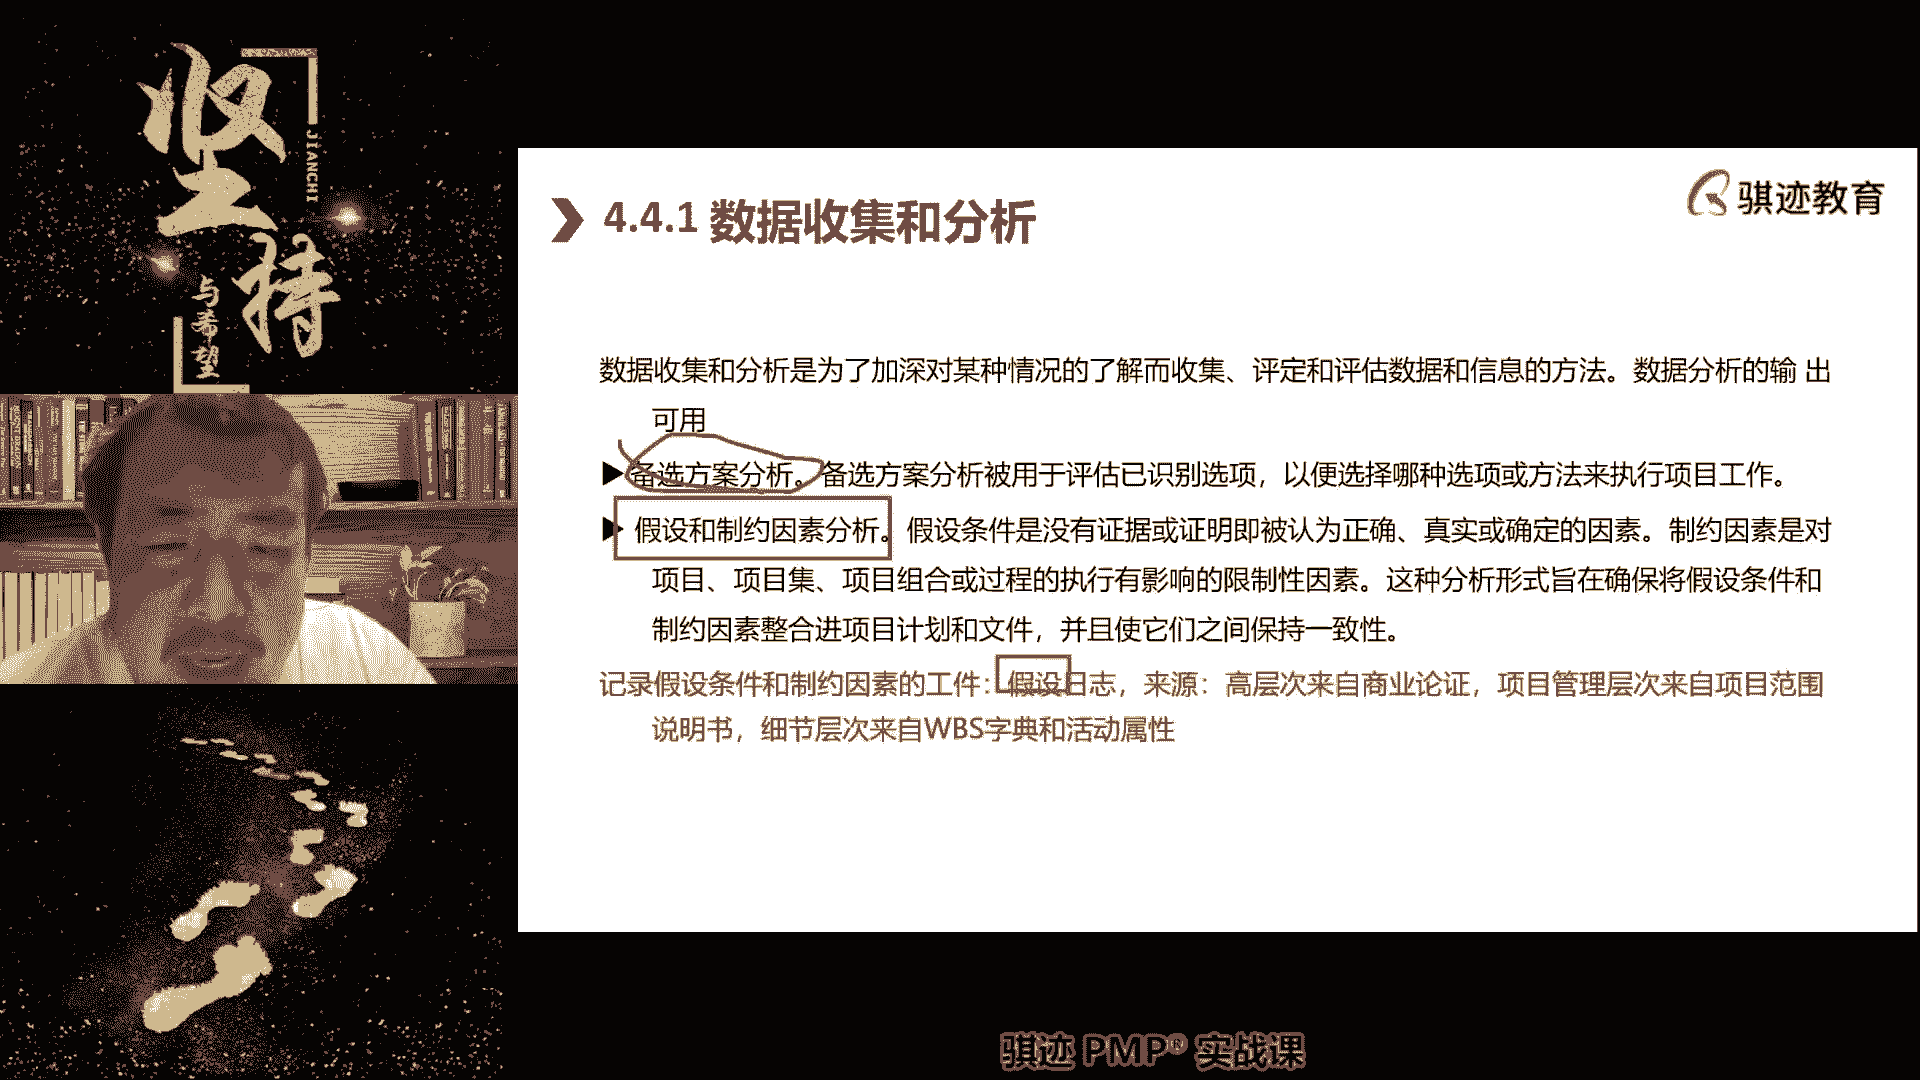 坚持
JIANCHI
与希望
骐迹教育
4.4.1 数据收集和分析
数据收集和分析是为了加深对某种情况的了解而收集、评定和评估数据和信息的方法。数据分析的输 出
可用
备选方案分析。备选方案分析被用于评估已识别选项，以便选择哪种选项或方法来执行项目工作。
假设和制约因素分析。假设条件是没有证据或证明即被认为正确、真实或确定的因素。制约因素是对
项目、项目集、项目组合或过程的执行有影响的限制性因素。这种分析形式旨在确保将假设条件和
制约因素整合进项目计划和文件，并且使它们之间保持一致性。
记录假设条件和制约因素的工件：假设日志，来源：高层次来自商业论证，项目管理层次来自项目范围
说明书，细节层次来自WBS字典和活动属性
骐迹 PMP® 实战课